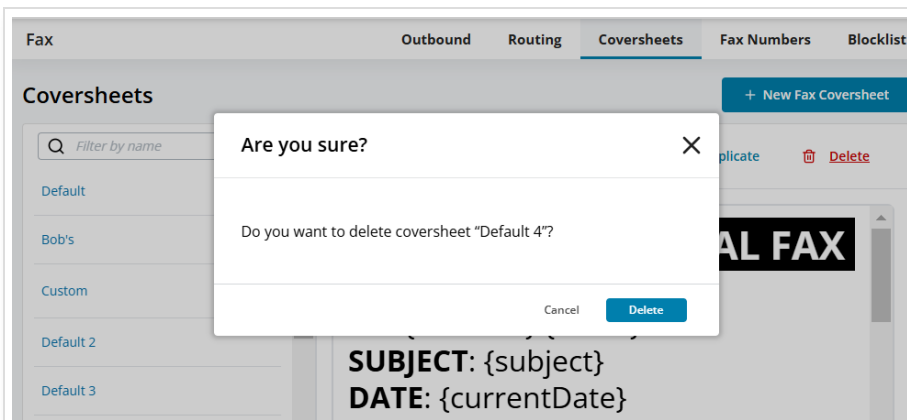 Fax Outbound Routing Coversheets Fax Numbers Blocklist
Coversheets
+ New Fax Coversheet
Filter by name
Default
Bob's
Custom
Default 2
Default 3
plicate Delete
AL FAX
SUBJECT: {subject}
DATE: {currentDate}
Are you sure?
Do you want to delete coversheet “Default 4”?
Cancel Delete